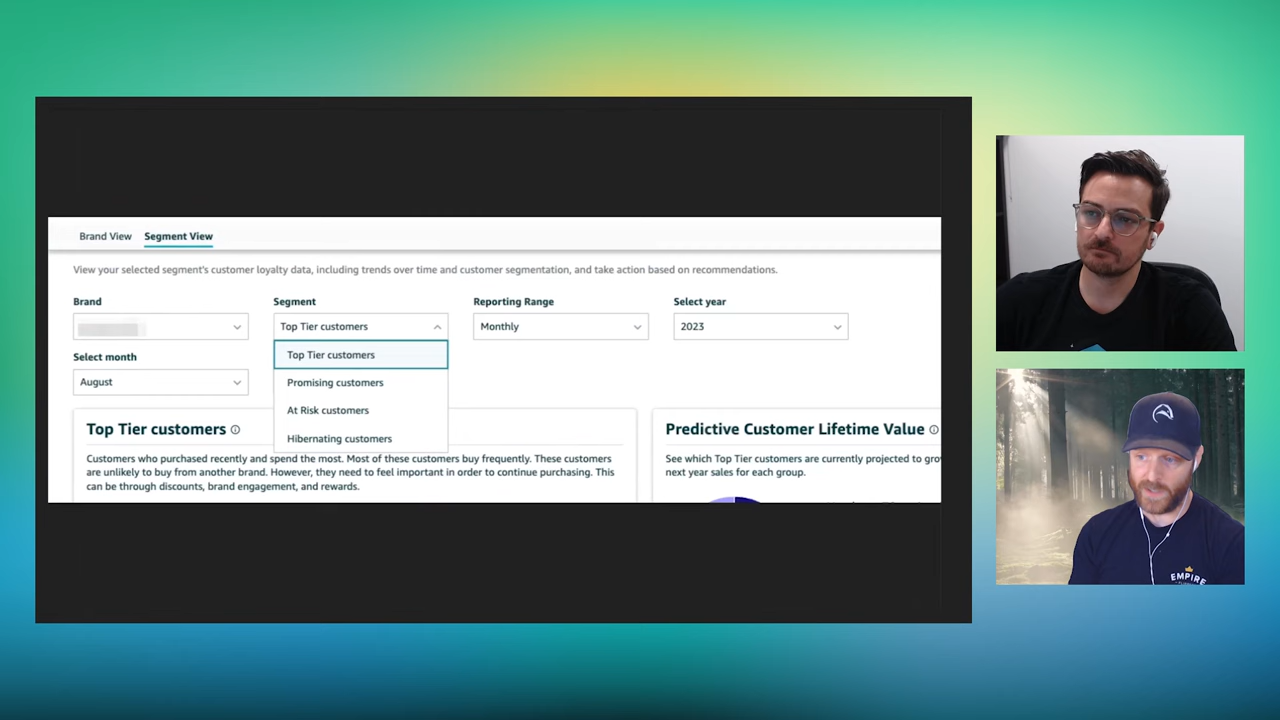 Brand View Segment View
View your selected segment's customer loyalty data, including trends over time and customer segmentation, and take action based on recommendations.
Brand Segment Reporting Range Select year
Top Tier customers Monthly 2023
Select month
August
Top Tier customers
Promising customers
At Risk customers
Hibernating customers
Top Tier customers
Customers who purchased recently and spend the most. Most of these customers buy frequently. These customers
are unlikely to buy from another brand. However, they need to feel important in order to continue purchasing. This
can be through discounts, brand engagement, and rewards.
Predictive Customer Lifetime Value
See which Top Tier customers are currently projected to gro
next year sales for each group.
EMPIRE